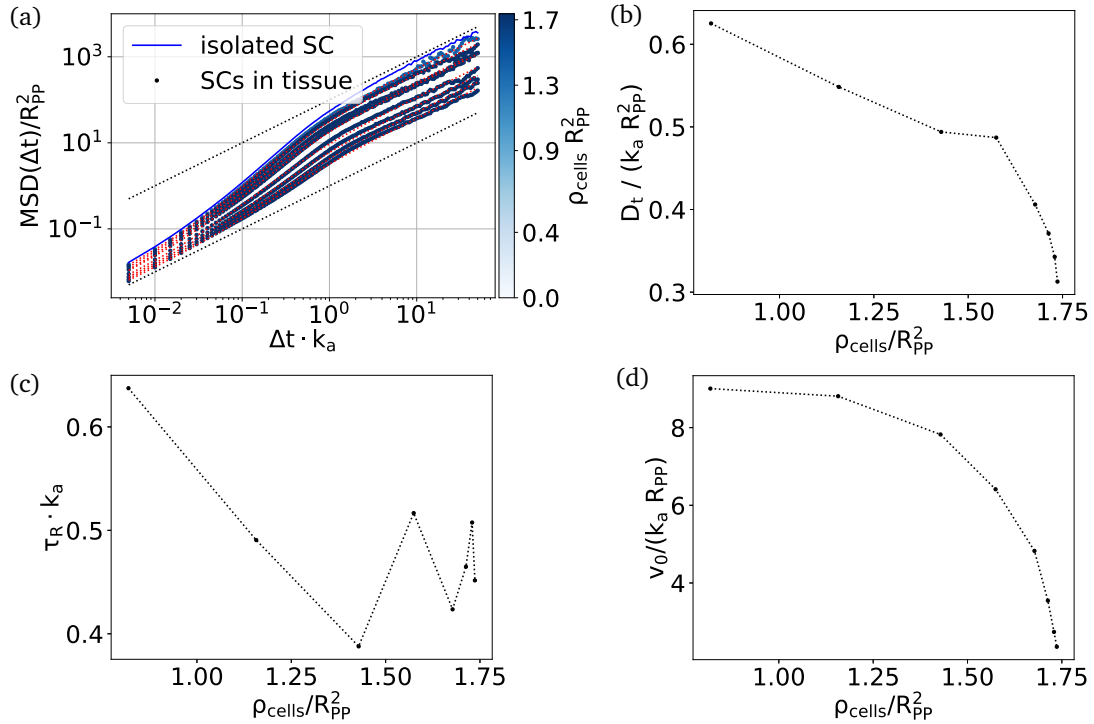 (a)
10³
10¹
10⁻¹
MSD(Δt)/R²PP
isolated SC
SCs in tissue
10⁻² 10⁻¹ 10⁰ 10¹
Δt · kₐ
1.7
1.3
0.9
0.4
0.0
ρcells R²PP
(b)
0.6
0.5
0.4
0.3
Dₜ / (kₐ R²PP)
1.00 1.25 1.50 1.75
ρcells/R²PP
(c)
0.6
0.5
0.4
τR · kₐ
1.00 1.25 1.50 1.75
ρcells/R²PP
(d)
8
6
4
v₀/(kₐ RPP)
1.00 1.25 1.50 1.75
ρcells/R²PP